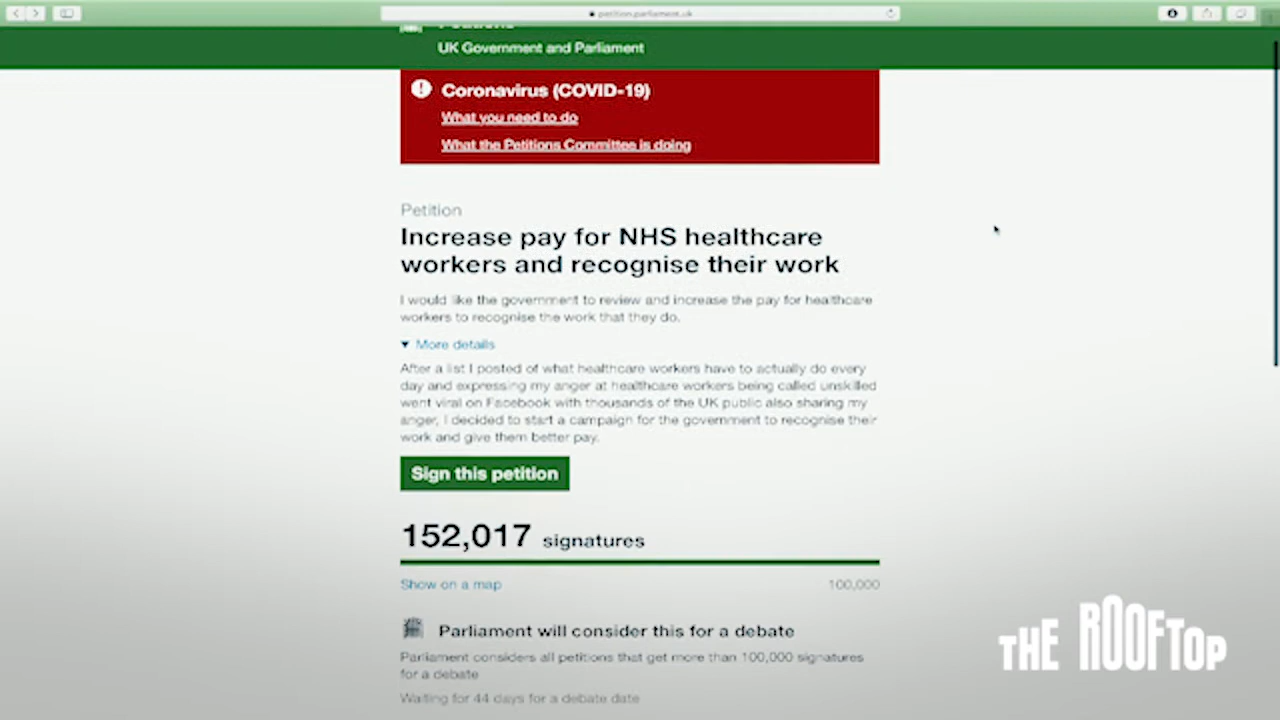 petition.parliament.uk
UK Government and Parliament
Coronavirus (COVID-19)
What you need to do
What the Petitions Committee is doing
Petition
Increase pay for NHS healthcare
workers and recognise their work
I would like the government to review and increase the pay for healthcare
workers to recognise the work that they do.
More details
After a list I posted of what healthcare workers have to actually do every
day and expressing my anger at healthcare workers being called unskilled
went viral on Facebook with thousands of the UK public also sharing my
anger, I decided to start a campaign for the government to recognise their
work and give them better pay.
Sign this petition
152,017 signatures
Show on a map
100,000
Parliament will consider this for a debate
Parliament considers all petitions that get more than 100,000 signatures
for a debate
Waiting for 44 days for a debate date
THE ROOFTOP